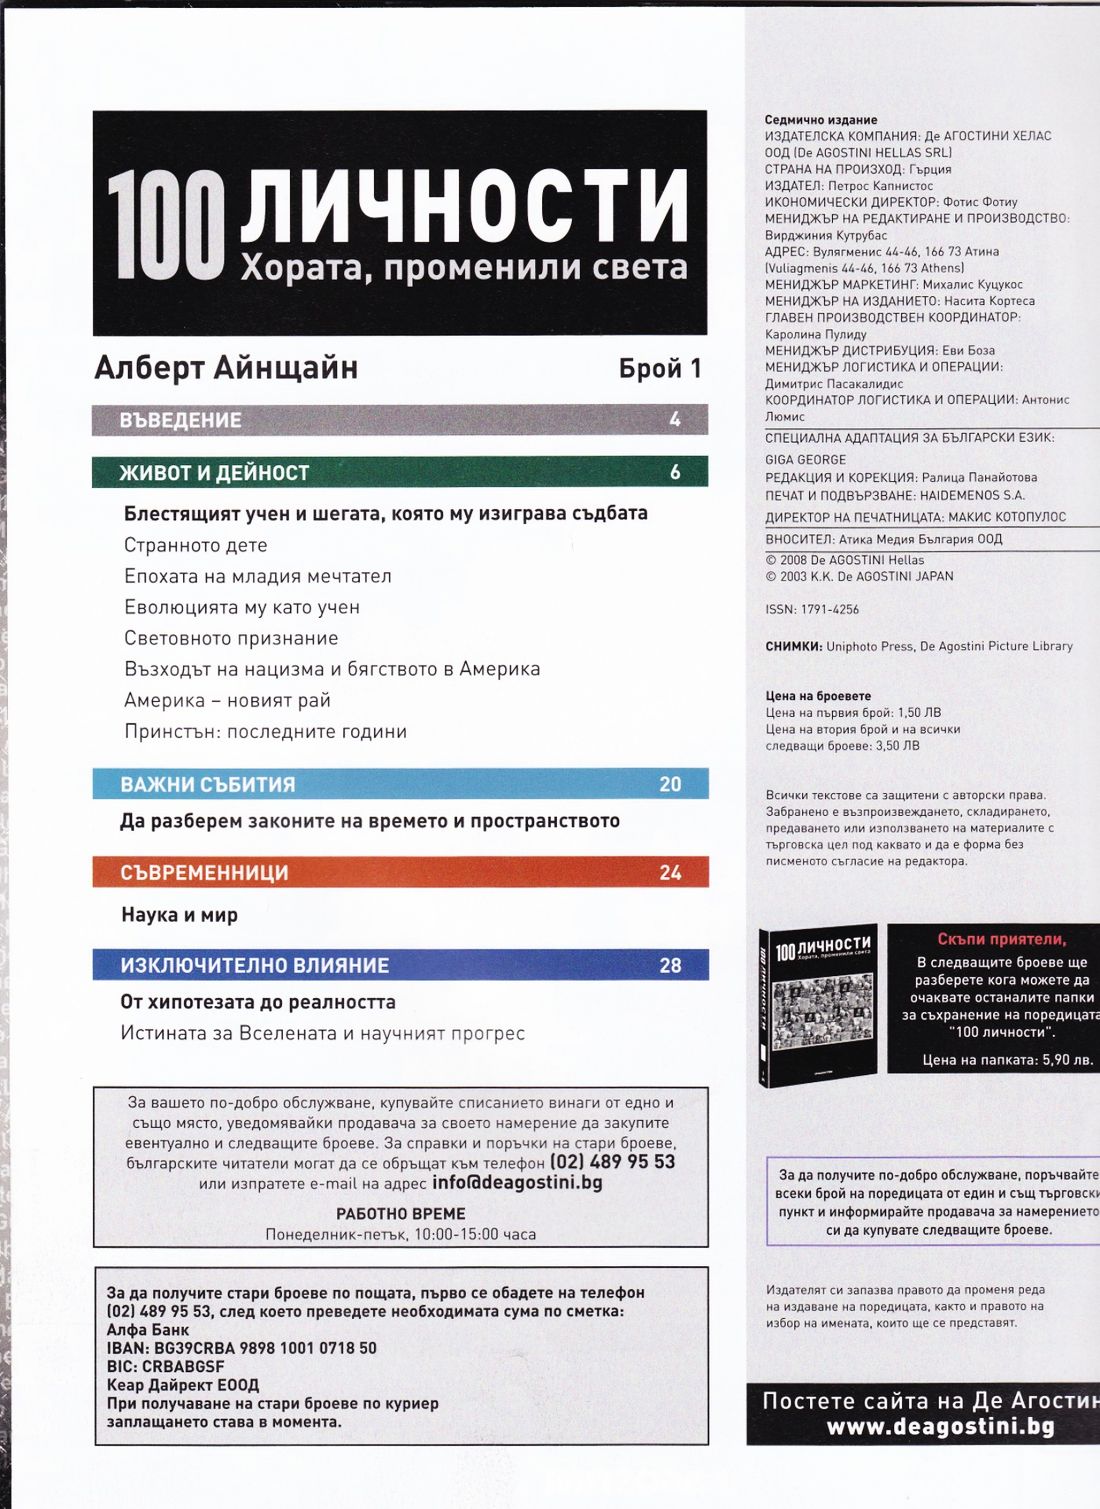 100 ЛИЧНОСТИ
Хората, променили света
Алберт Айнщайн Брой 1
ВЪВЕДЕНИЕ 4
ЖИВОТ И ДЕЙНОСТ 6
Блестящият учен и шегата, която му изиграва съдбата
Странното дете
Епохата на младия мечтател
Еволюцията му като учен
Световното признание
Възходът на нацизма и бягството в Америка
Америка – новият рай
Принстън: последните години
ВАЖНИ СЪБИТИЯ 20
Да разберем законите на времето и пространството
СЪВРЕМЕННИЦИ 24
Наука и мир
ИЗКЛЮЧИТЕЛНО ВЛИЯНИЕ 28
От хипотезата до реалността
Истината за Вселената и научният прогрес
За вашето по-добро обслужване, купувайте списанието винаги от едно и
също място, уведомявайки продавача за своето намерение да закупите
евентуално и следващите броеве. За справки и поръчки на стари броеве,
българските читатели могат да се обръщат към телефон (02) 489 95 53
или изпратете e-mail на адрес info@deagostini.bg
РАБОТНО ВРЕМЕ
Понеделник-петък, 10:00-15:00 часа
За да получите стари броеве по пощата, първо се обадете на телефон
(02) 489 95 53, след което преведете необходимата сума по сметка:
Алфа Банк
IBAN: BG39CRBA 9898 1001 0718 50
BIC: CRBABGSF
Кеар Дайрект ЕООД
При получаване на стари броеве по куриер
заплащането става в момента.
Седмично издание
ИЗДАТЕЛСКА КОМПАНИЯ: Де АГОСТИНИ ХЕЛАС
ООД (De AGOSTINI HELLAS SRL)
СТРАНА НА ПРОИЗХОД: Гърция
ИЗДАТЕЛ: Петрос Капнистос
ИКОНОМИЧЕСКИ ДИРЕКТОР: Фотис Фотиу
МЕНИДЖЪР НА РЕДАКТИРАНЕ И ПРОИЗВОДСТВО:
Вирджиния Кутрубас
АДРЕС: Вулягменис 44-46, 166 73 Атина
(Vuliagmenis 44-46, 166 73 Athens)
МЕНИДЖЪР МАРКЕТИНГ: Михалис Куцукос
МЕНИДЖЪР НА ИЗДАНИЕТО: Насита Кортеса
ГЛАВЕН ПРОИЗВОДСТВЕН КООРДИНАТОР:
Каролина Пулиду
МЕНИДЖЪР ДИСТРИБУЦИЯ: Еви Боза
МЕНИДЖЪР ЛОГИСТИКА И ОПЕРАЦИИ:
Димитрис Пасакалидис
КООРДИНАТОР ЛОГИСТИКА И ОПЕРАЦИИ: Антонис
Люмис
СПЕЦИАЛНА АДАПТАЦИЯ ЗА БЪЛГАРСКИ ЕЗИК:
GIGA GEORGE
РЕДАКЦИЯ И КОРЕКЦИЯ: Ралица Панайотова
ПЕЧАТ И ПОДВЪРЗВАНЕ: HAIDEMENOS S.A.
ДИРЕКТОР НА ПЕЧАТНИЦАТА: МАКИС КОТОПУЛОС
ВНОСИТЕЛ: Атика Медия България ООД
© 2008 De AGOSTINI Hellas
© 2003 K.K. De AGOSTINI JAPAN
ISSN: 1791-4256
СНИМКИ: Uniphoto Press, De Agostini Picture Library
Цена на броевете
Цена на първия брой: 1,50 ЛВ
Цена на втория брой и на всички
следващи броеве: 3,50 ЛВ
Всички текстове са защитени с авторски права.
Забранено е възпроизвеждането, складирането,
предаването или използването на материалите с
търговска цел под каквато и да е форма без
писменото съгласие на редактора.
100 ЛИЧНОСТИ
Хората, променили света
100 ЛИЧНОСТИ
Скъпи приятели,
В следващите броеве ще
разберете кога можете да
очаквате останалите папки
за съхранение на поредицата
"100 личности".
Цена на папката: 5,90 лв.
За да получите по-добро обслужване, поръчвайте
всеки брой на поредицата от един и същ търговски
пункт и информирайте продавача за намерението
си да купувате следващите броеве.
Издателят си запазва правото да променя реда
на издаване на поредицата, както и правото на
избор на имената, които ще се представят.
Постете сайта на Де Агостин
www.deagostini.bg